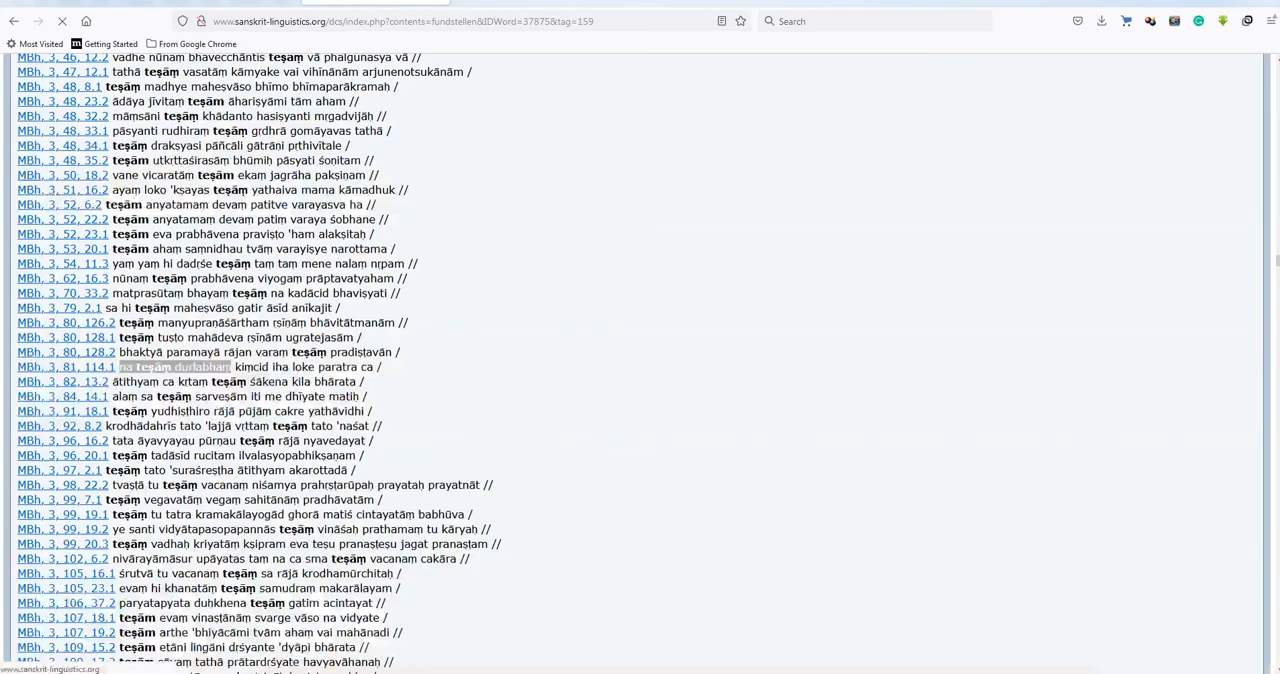 www.sanskrit-linguistics.org/dcs/index.php?contents=fundstellen&IDWord=37875&tag=159
Search
Most Visited
Getting Started
From Google Chrome
MBh, 3, 46, 12.2 vadhe nūnaṃ bhavecchāntis teṣāṃ vā phalgunasya vā //
MBh, 3, 47, 12.1 tathā teṣāṃ vasatāṃ kāmyake vai vihīnānām arjunenotsukānām /
MBh, 3, 48, 8.1 teṣāṃ madhye maheṣvāso bhīmo bhīmaparākramaḥ /
MBh, 3, 48, 23.2 ādāya jīvitaṃ teṣām āhariṣyāmi tām aham //
MBh, 3, 48, 32.2 māṃsāni teṣāṃ khādanto hasiṣyanti mṛgadvijāḥ //
MBh, 3, 48, 33.1 pāsyanti rudhiraṃ teṣāṃ gṛdhrā gomāyavas tathā /
MBh, 3, 48, 34.1 teṣāṃ drakṣyasi pāñcāli gātrāṇi pṛthivītale /
MBh, 3, 48, 35.2 teṣām utkṛttaśirasāṃ bhūmiḥ pāsyati śoṇitam //
MBh, 3, 50, 18.2 vane vicaratāṃ teṣām ekaṃ jagrāha pakṣiṇam //
MBh, 3, 51, 16.2 ayaṃ loko 'kṣayas teṣāṃ yathaiva mama kāmadhuk //
MBh, 3, 52, 6.2 teṣām anyatamaṃ devaṃ patitve varayasva ha //
MBh, 3, 52, 22.2 teṣām anyatamaṃ devaṃ patiṃ varaya śobhane //
MBh, 3, 52, 23.1 teṣām eva prabhāvena praviṣṭo 'ham alakṣitaḥ /
MBh, 3, 53, 20.1 teṣām ahaṃ saṃnidhau tvāṃ varayiṣye narottama /
MBh, 3, 54, 11.3 yaṃ yaṃ hi dadṛśe teṣāṃ taṃ taṃ mene nalaṃ nṛpam //
MBh, 3, 62, 16.3 nūnaṃ teṣāṃ prabhāvena viyogaṃ prāptavatyaham //
MBh, 3, 70, 33.2 matprasūtaṃ bhayaṃ teṣāṃ na kadācid bhaviṣyati //
MBh, 3, 79, 2.1 sa hi teṣāṃ maheṣvāso gatir āsīd anīkajit /
MBh, 3, 80, 126.2 teṣāṃ manyupraṇāśārtham ṛṣīṇāṃ bhāvitātmanām //
MBh, 3, 80, 128.1 teṣāṃ tuṣṭo mahādeva ṛṣīṇām ugratejasām /
MBh, 3, 80, 128.2 bhaktyā paramayā rājan varaṃ teṣāṃ pradiṣṭavān /
MBh, 3, 81, 114.1 na teṣāṃ durlabhaṃ kiṃcid iha loke paratra ca /
MBh, 3, 82, 13.2 ātithyaṃ ca kṛtaṃ teṣāṃ śākena kila bhārata /
MBh, 3, 84, 14.1 alaṃ sa teṣāṃ sarveṣām iti me dhīyate matiḥ /
MBh, 3, 91, 18.1 teṣāṃ yudhiṣṭhiro rājā pūjāṃ cakre yathāvidhi /
MBh, 3, 92, 8.2 krodhādahrīs tato 'lajjā vṛttaṃ teṣāṃ tato 'naśat //
MBh, 3, 96, 16.2 tata āyavyayau pūrṇau teṣāṃ rājā nyavedayat /
MBh, 3, 96, 20.1 teṣāṃ tadāsīd rucitam ilvalasyopabhikṣaṇam /
MBh, 3, 97, 2.1 teṣāṃ tato 'suraśreṣṭha ātithyam akarottadā /
MBh, 3, 98, 22.2 tvaṣṭā tu teṣāṃ vacanaṃ niśamya prahṛṣṭarūpaḥ prayataḥ prayatnāt //
MBh, 3, 99, 7.1 teṣāṃ vegavatāṃ vegaṃ sahitānāṃ pradhāvatām /
MBh, 3, 99, 19.1 teṣāṃ tu tatra kramakālayogād ghorā matiś cintayatāṃ babhūva /
MBh, 3, 99, 19.2 ye santi vidyātapasopapannās teṣāṃ vināśaḥ prathamaṃ tu kāryaḥ //
MBh, 3, 99, 20.3 teṣāṃ vadhaḥ kriyatāṃ kṣipram eva teṣu pranaṣṭeṣu jagat pranaṣṭam //
MBh, 3, 102, 6.2 nivārayāmāsur upāyatas taṃ na ca sma teṣāṃ vacanaṃ cakāra //
MBh, 3, 105, 16.1 śrutvā tu vacanaṃ teṣāṃ sa rājā krodhamūrchitaḥ /
MBh, 3, 105, 23.1 evaṃ hi khanatāṃ teṣāṃ samudraṃ makarālayam /
MBh, 3, 106, 37.2 paryatapyata duḥkhena teṣāṃ gatim acintayat //
MBh, 3, 107, 18.1 teṣām evaṃ vinaṣṭānāṃ svarge vāso na vidyate /
MBh, 3, 107, 19.2 teṣām arthe 'bhiyācāmi tvām ahaṃ vai mahānadi //
MBh, 3, 109, 15.2 teṣām etāni liṅgāni dṛśyante 'dyāpi bhārata //
teṣāṃ sāyaṃ tathā prātardṛśyate havyavāhanaḥ //
www.sanskrit-linguistics.org